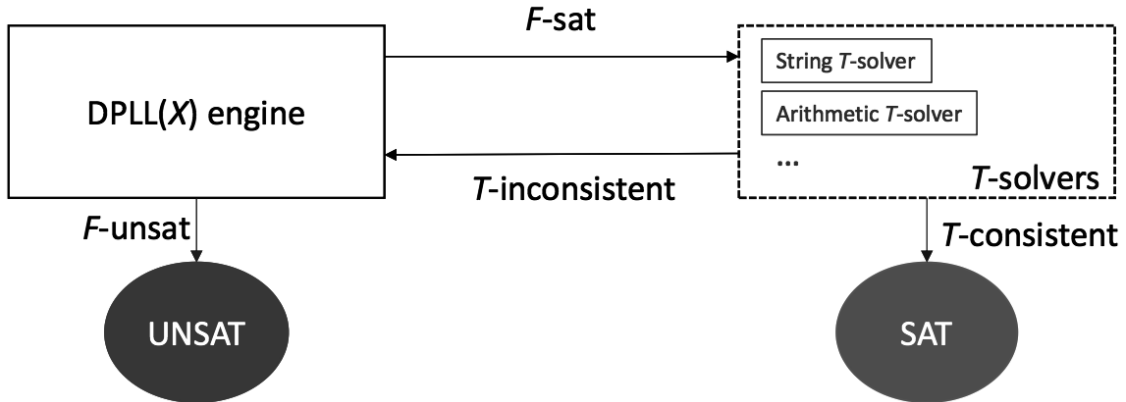 F-sat
String T-solver
DPLL(X) engine
Arithmetic T-solver
...
T-inconsistent
T-solvers
F-unsat
T-consistent
UNSAT
SAT